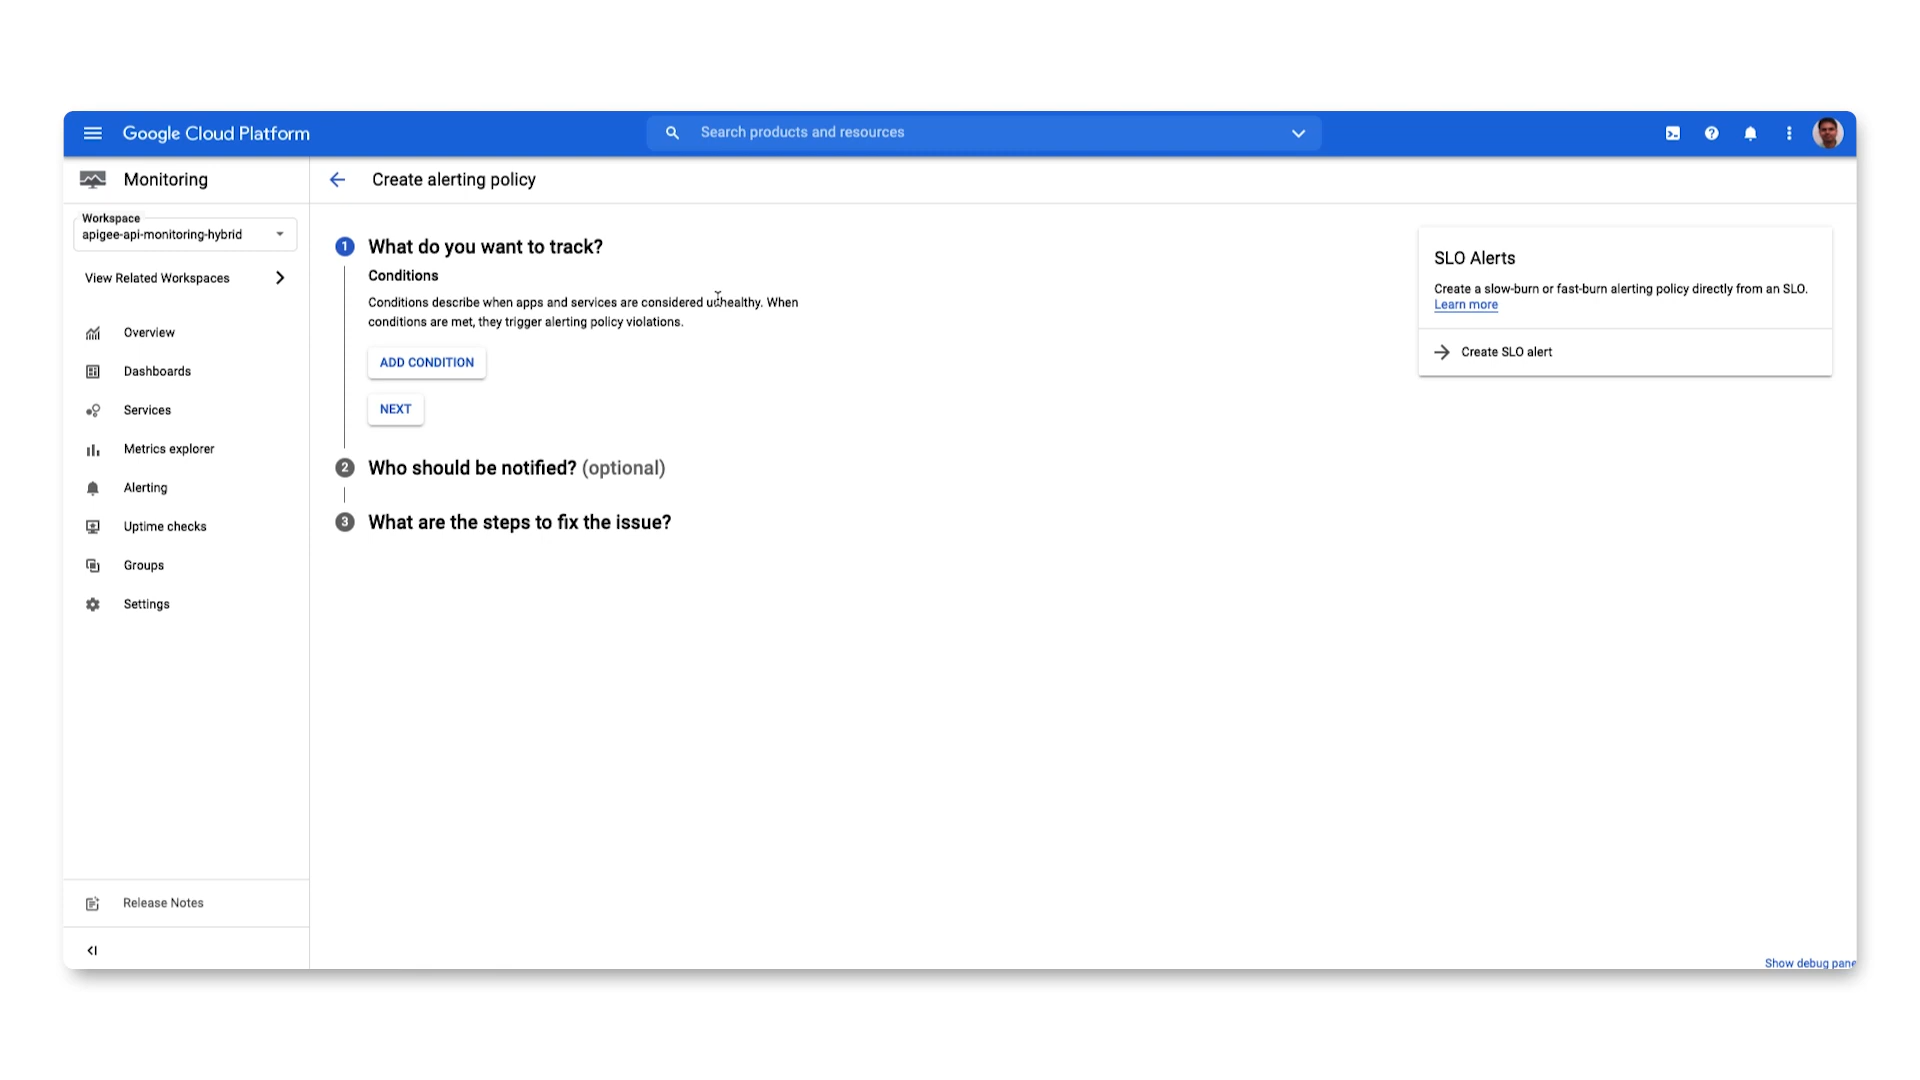 Google Cloud Platform
Search products and resources
Monitoring
Create alerting policy
Workspace
apigee-api-monitoring-hybrid
View Related Workspaces
Overview
Dashboards
Services
Metrics explorer
Alerting
Uptime checks
Groups
Settings
Release Notes
1 What do you want to track?
Conditions
Conditions describe when apps and services are considered unhealthy. When
conditions are met, they trigger alerting policy violations.
ADD CONDITION
NEXT
2 Who should be notified? (optional)
3 What are the steps to fix the issue?
SLO Alerts
Create a slow-burn or fast-burn alerting policy directly from an SLO.
Learn more
Create SLO alert
Show debug pane